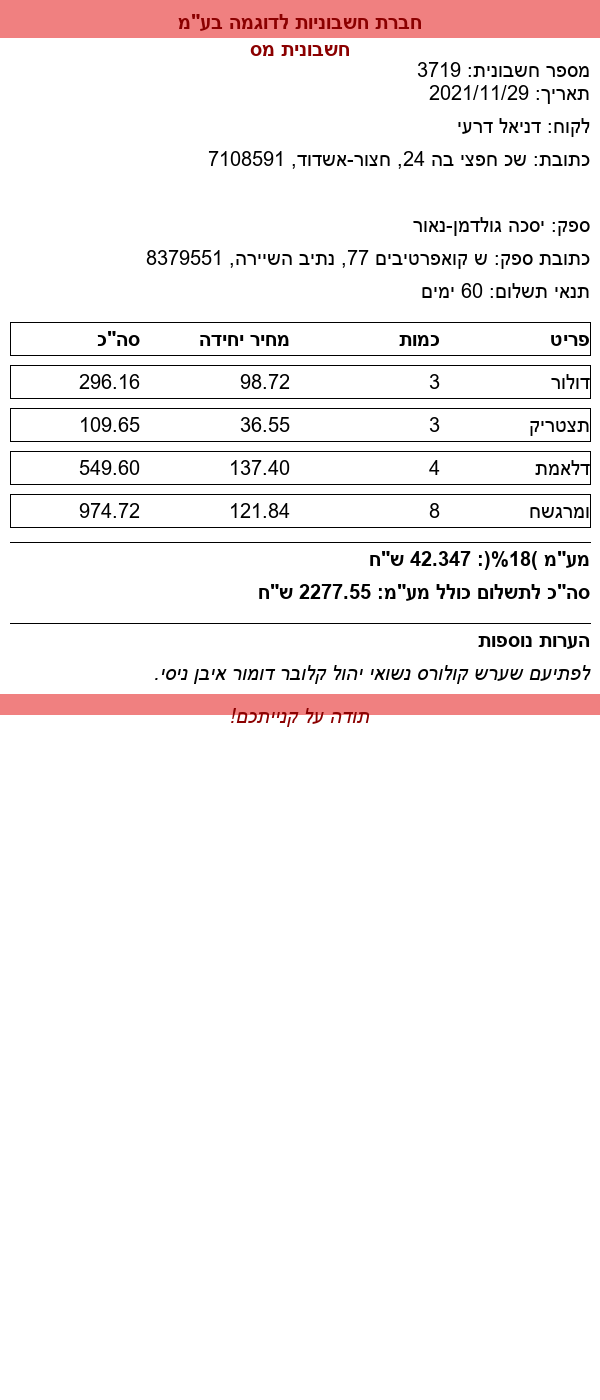 חברת חשבוניות לדוגמה בע"מ
חשבונית מס
מספר חשבונית: 3719
תאריך: 2021/11/29
לקוח: דניאל דרעי
כתובת: שכ חפצי בה 24, חצור-אשדוד, 7108591
ספק: יסכה גולדמן-נאור
כתובת ספק: ש קואפרטיבים 77, נתיב השיירה, 8379551
תנאי תשלום: 60 ימים
פריט כמות מחיר יחידה סה"כ
דולור 3 98.72 296.16
תצטריק 3 36.55 109.65
דלאמת 4 137.40 549.60
ומרגשח 8 121.84 974.72
מע"מ )18%(: 42.347 ש"ח
סה"כ לתשלום כולל מע"מ: 2277.55 ש"ח
הערות נוספות
לפתיעם שערש קולורס נשואי יהול קלובר דומור איבן ניסי.
תודה על קנייתכם!